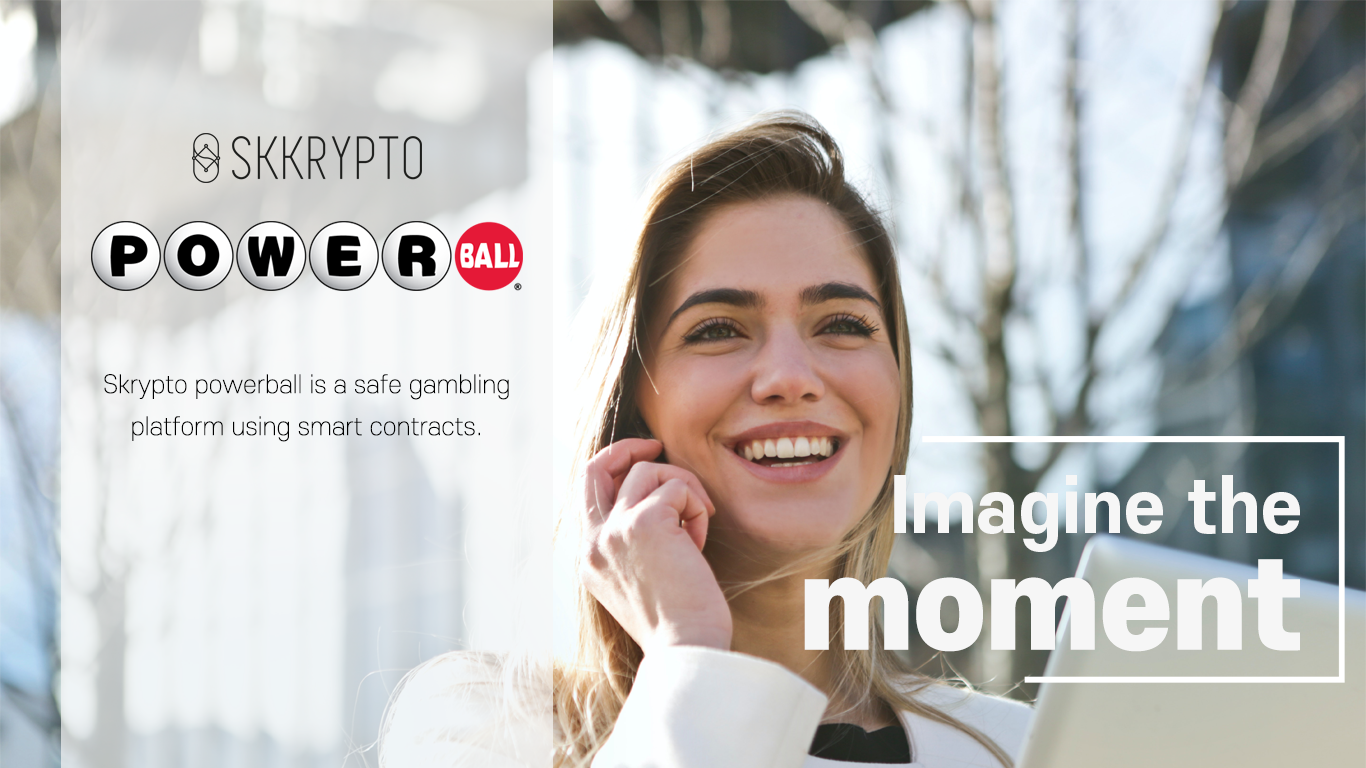 SKKRYPTO
POWER BALL ®
Skrypto powerball is a safe gambling
platform using smart contracts.
Imagine the
moment